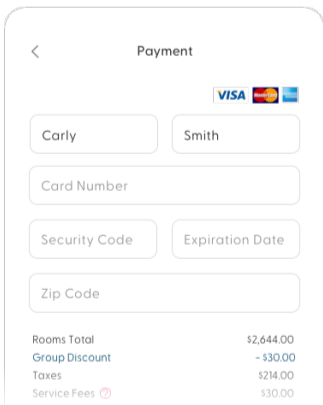 Payment
VISA MasterCard
Carly Smith
Card Number
Security Code Expiration Date
Zip Code
Rooms Total $2,644.00
Group Discount - $30.00
Taxes $214.00
Service Fees ? $30.00